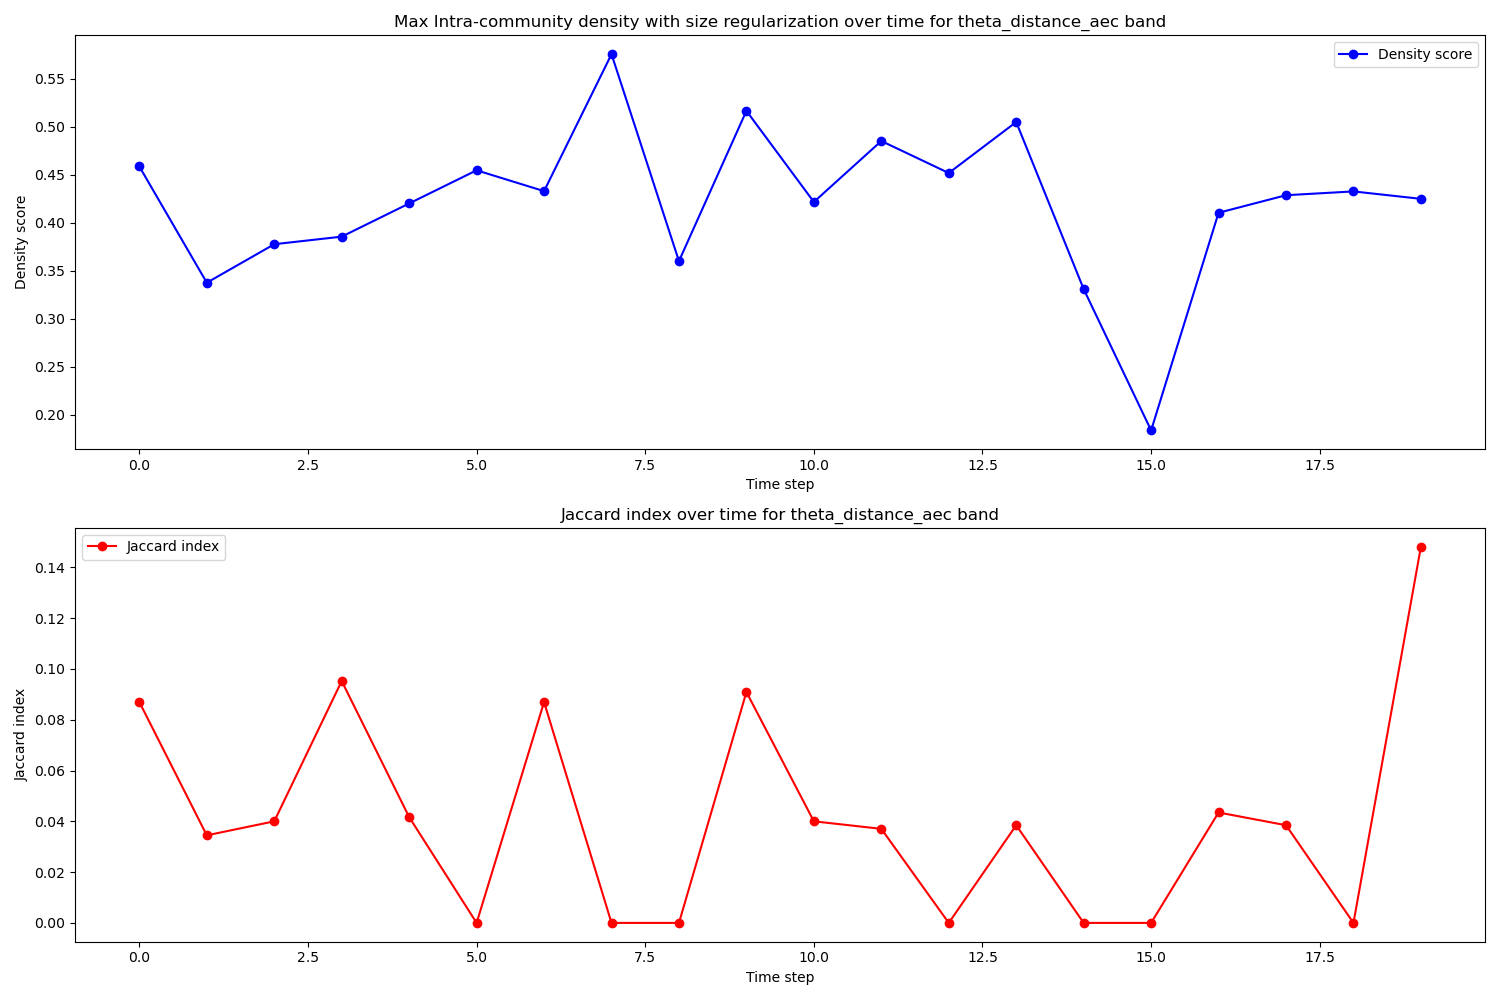 Max Intra-community density with size regularization over time for theta_distance_aec band
Density score
0.55
0.50
0.45
0.40
0.35
0.30
0.25
0.20
Density score
0.0 2.5 5.0 7.5 10.0 12.5 15.0 17.5
Time step
Jaccard index over time for theta_distance_aec band
Jaccard index
0.14
0.12
0.10
0.08
0.06
0.04
0.02
0.00
Jaccard index
0.0 2.5 5.0 7.5 10.0 12.5 15.0 17.5
Time step